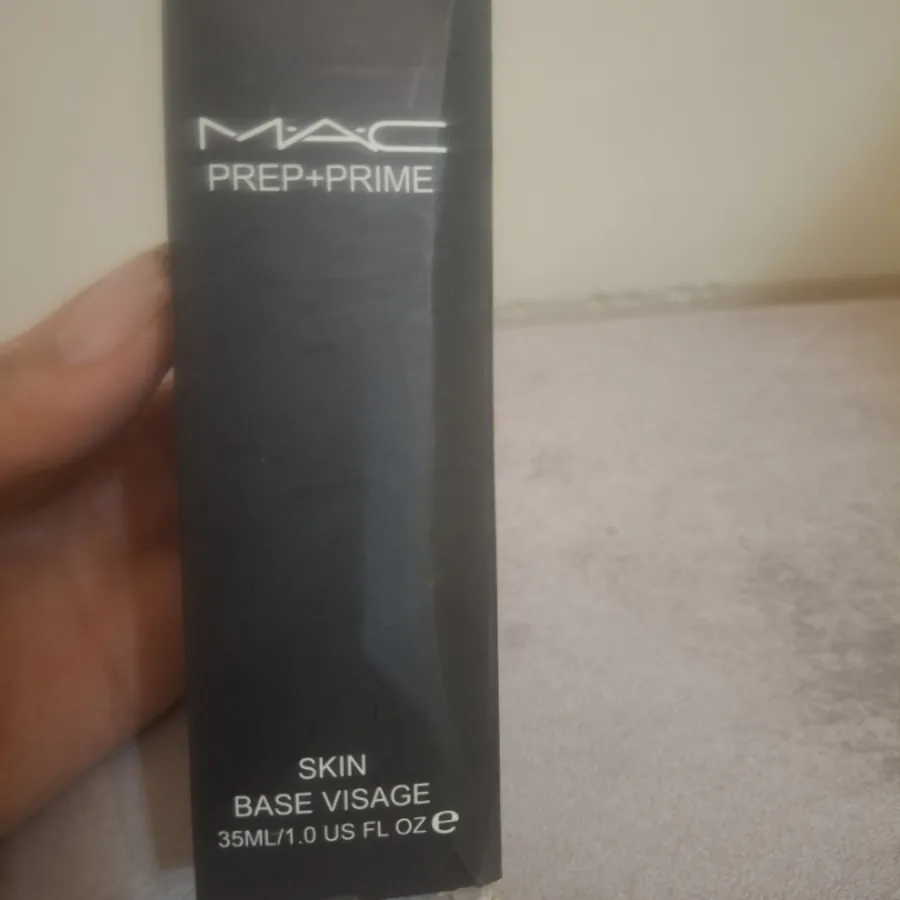 M·A·C
PREP+PRIME
SKIN
BASE VISAGE
35ML/1.0 US FL OZ e